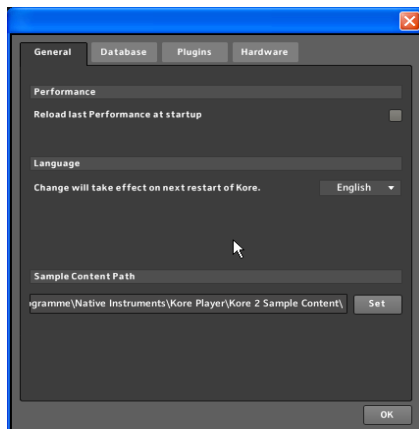 General Database Plugins Hardware
Performance
Reload last Performance at startup
Language
Change will take effect on next restart of Kore. English
Sample Content Path
ogramme\Native Instruments\Kore Player\Kore 2 Sample Content\ Set
OK